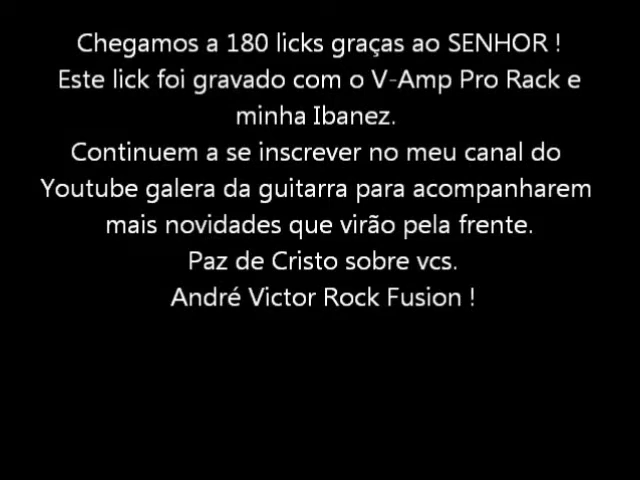 Chegamos a 180 licks graças ao SENHOR !
Este lick foi gravado com o V-Amp Pro Rack e
minha Ibanez.
Continuem a se inscrever no meu canal do
Youtube galera da guitarra para acompanharem
mais novidades que virão pela frente.
Paz de Cristo sobre vcs.
André Victor Rock Fusion !